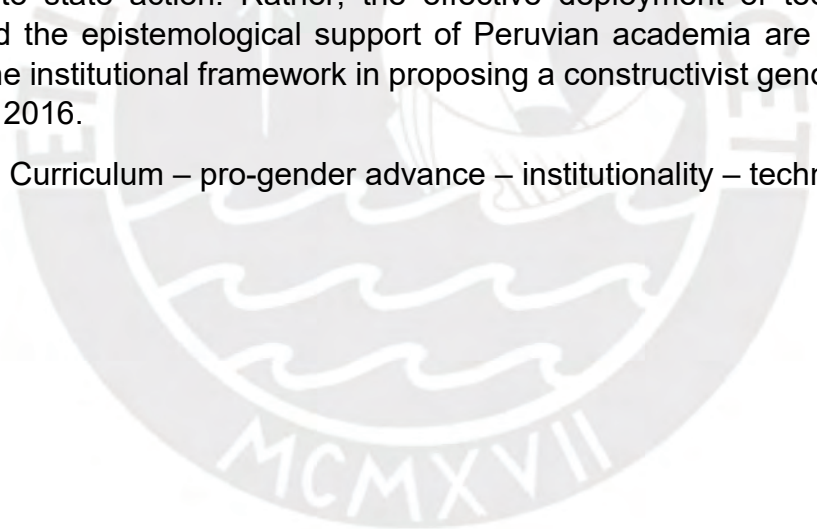 to state action. Rather, the effective deployment of
d the epistemological support of Peruvian academia are
ne institutional framework in proposing a constructivist
2016.
Curriculum – pro-gender advance – institutionality –
MCMXVII